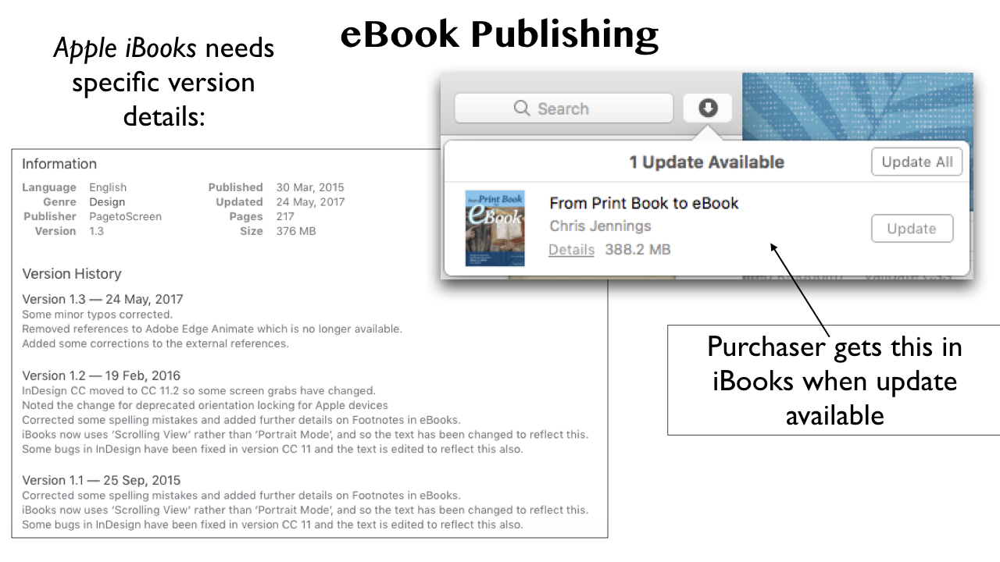 eBook Publishing
Apple iBooks needs
specific version
details:
Information
Language English
Genre Design
Publisher PagetoScreen
Version 1.3
Published 30 Mar, 2015
Updated 24 May, 2017
Pages 217
Size 376 MB
Version History
Version 1.3 — 24 May, 2017
Some minor typos corrected.
Removed references to Adobe Edge Animate which is no longer available.
Added some corrections to the external references.
Version 1.2 — 19 Feb, 2016
InDesign CC moved to CC 11.2 so some screen grabs have changed.
Noted the change for deprecated orientation locking for Apple devices
Corrected some spelling mistakes and added further details on Footnotes in eBooks.
iBooks now uses ‘Scrolling View’ rather than ‘Portrait Mode’, and so the text has been changed to reflect this.
Some bugs in InDesign have been fixed in version CC 11 and the text is edited to reflect this also.
Version 1.1 — 25 Sep, 2015
Corrected some spelling mistakes and added further details on Footnotes in eBooks.
iBooks now uses ‘Scrolling View’ rather than ‘Portrait Mode’, and so the text has been changed to reflect this.
Some bugs in InDesign have been fixed in version CC 11 and the text is edited to reflect this also.
Search
1 Update Available
Update All
from Print Book
eBook
From Print Book to eBook
Chris Jennings
Details 388.2 MB
Update
Purchaser gets this in
iBooks when update
available